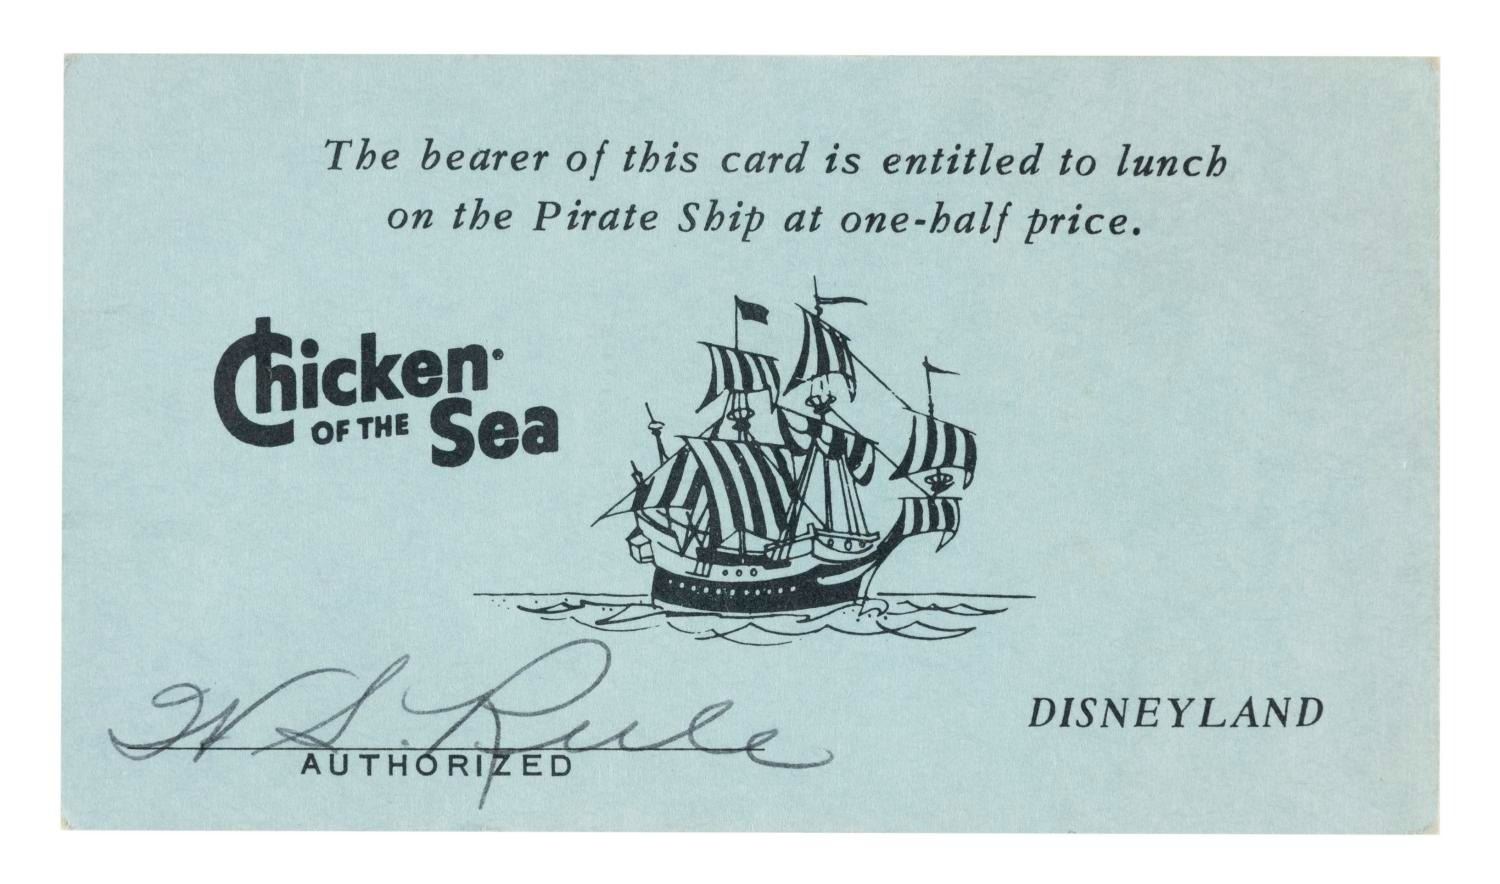 The bearer of this card is entitled to lunch
on the Pirate Ship at one-half price.
Chicken
OF THE Sea
W S. Rule
AUTHORIZED
DISNEYLAND